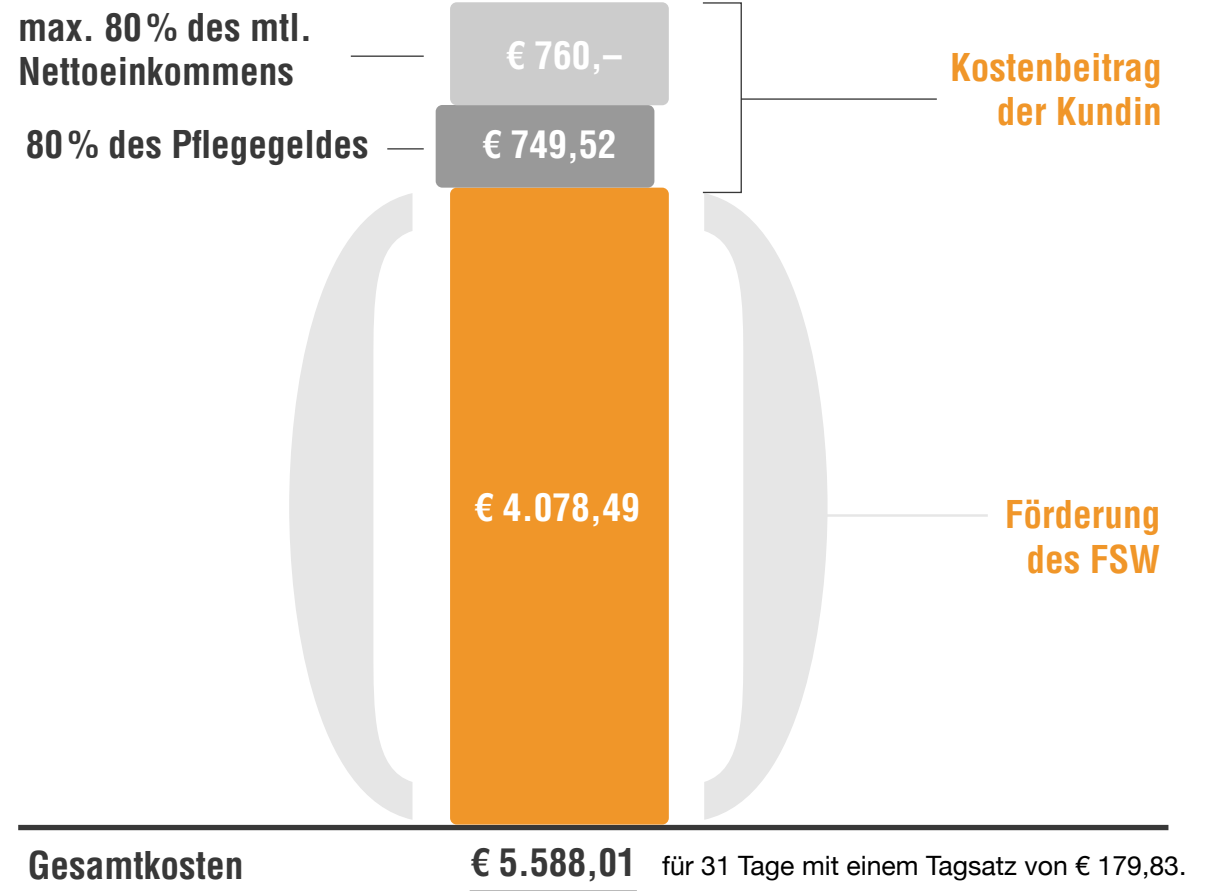 max. 80 % des mtl.
Nettoeinkommens
€ 760,–
Kostenbeitrag
der Kundin
80 % des Pflegegeldes
€ 749,52
€ 4.078,49
Förderung
des FSW
Gesamtkosten
€ 5.588,01
für 31 Tage mit einem Tagsatz von € 179,83.